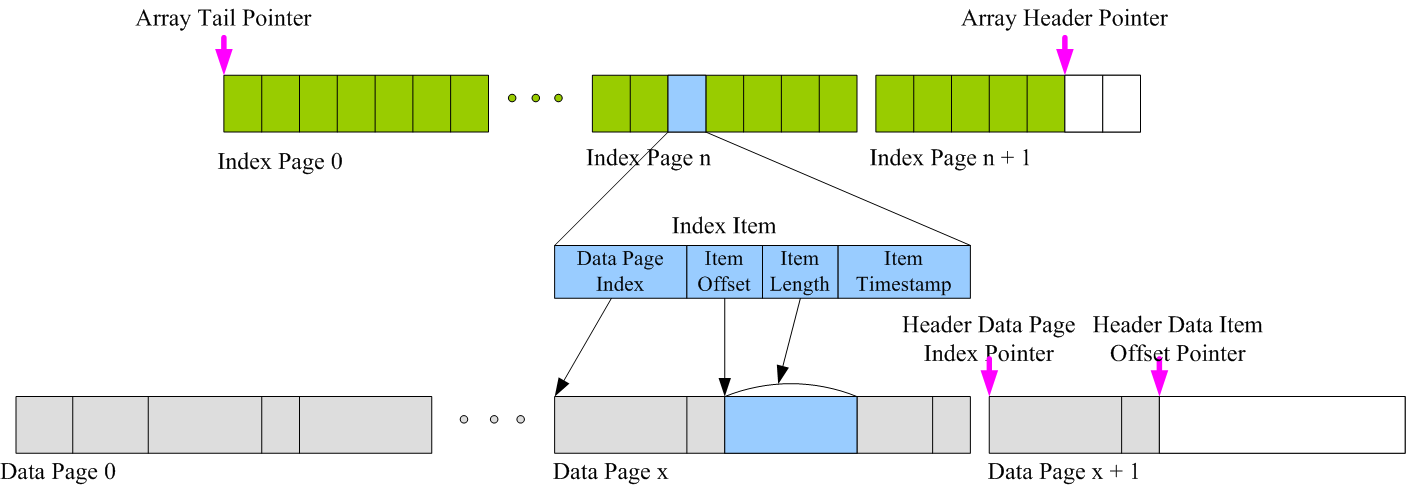 Array Tail Pointer
Array Header Pointer
Index Page 0
Index Page n
Index Page n + 1
Index Item
Data Page
Index
Item
Offset
Item
Length
Item
Timestamp
Header Data Page
Index Pointer
Header Data Item
Offset Pointer
Data Page 0
Data Page x
Data Page x + 1